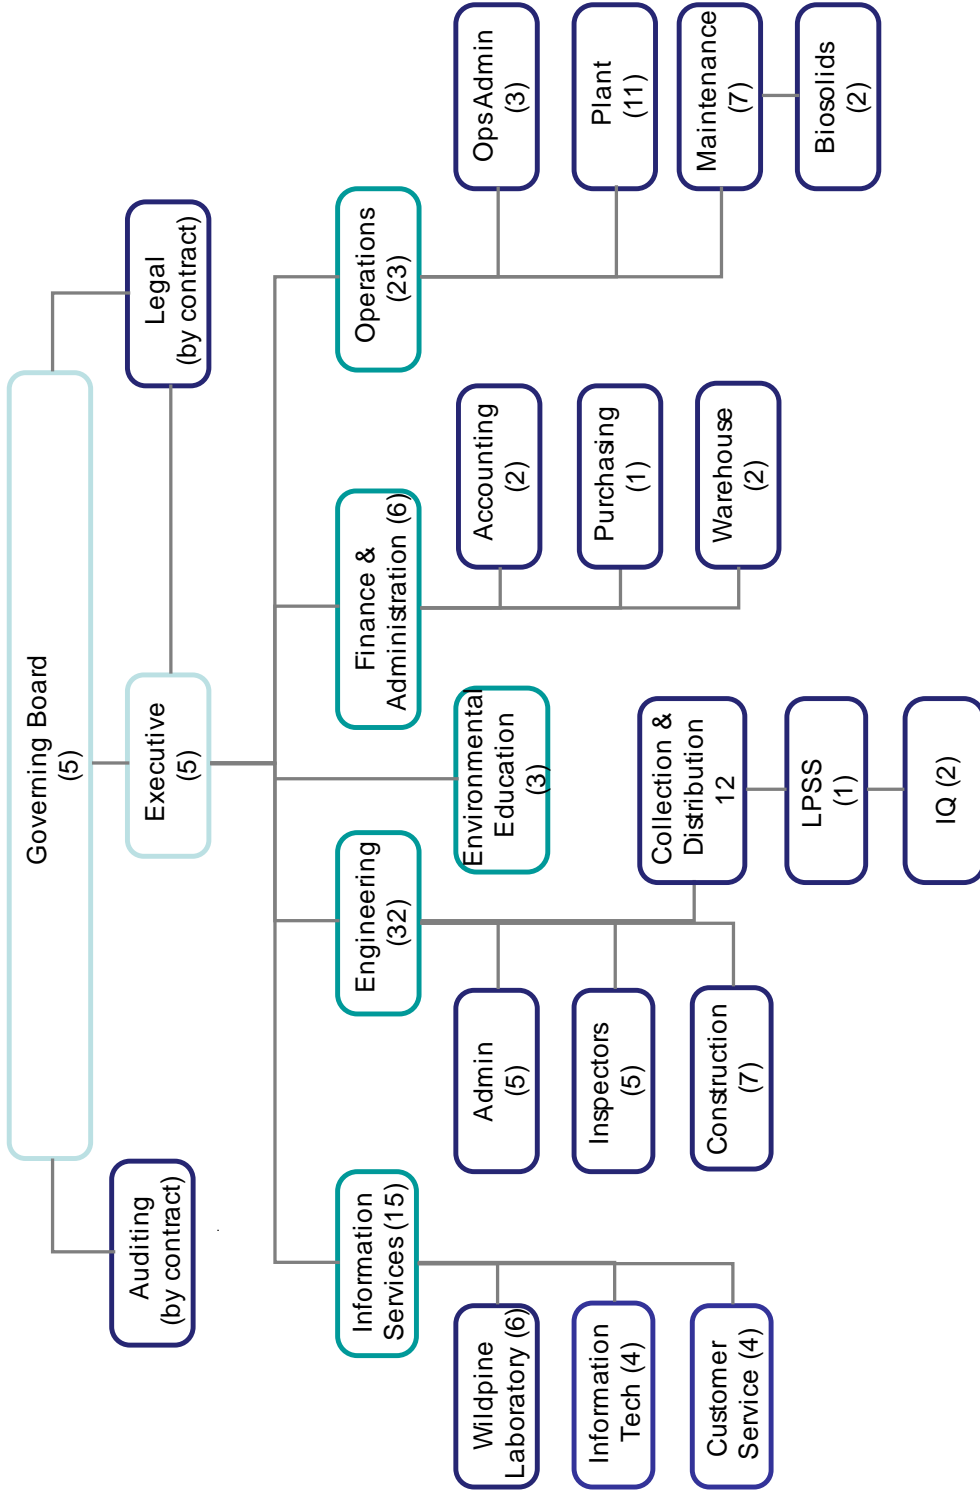 Governing Board
(5)
Auditing
(by contract)
Executive
(5)
Legal
(by contract)
Information
Services (15)
Engineering
(32)
Finance &
Administration (6)
Operations
(23)
Environmental
Education
(3)
Wildpine
Laboratory (6)
Information
Tech (4)
Customer
Service (4)
Admin
(5)
Inspectors
(5)
Construction
(7)
Collection &
Distribution
12
LPSS
(1)
IQ (2)
Accounting
(2)
Purchasing
(1)
Warehouse
(2)
Ops Admin
(3)
Plant
(11)
Maintenance
(7)
Biosolids
(2)